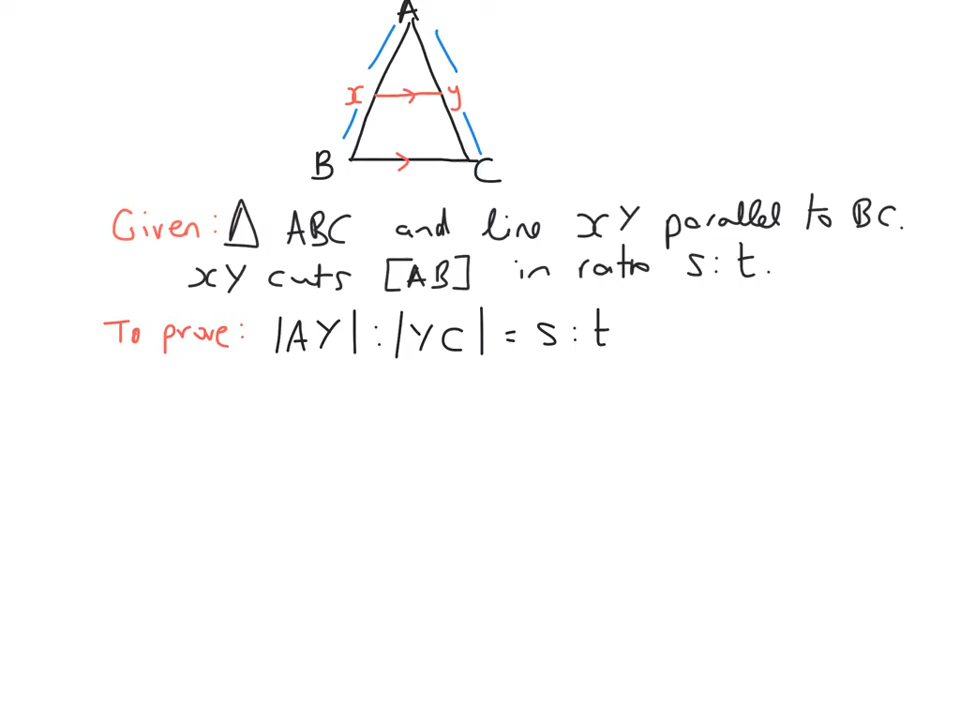 A
x y
B C
Given: Δ ABC and line XY parallel to BC.
XY cuts [AB] in ratio s:t.
To prove: |AY|:|YC| = s:t